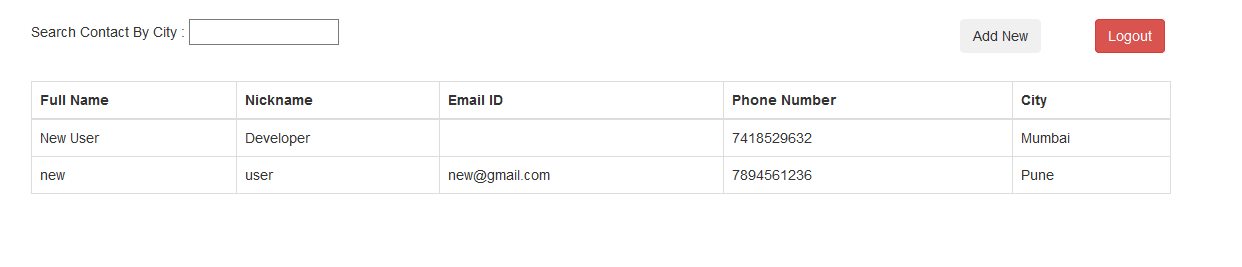 Search Contact By City : Add New Logout
Full Name Nickname Email ID Phone Number City
New User Developer 7418529632 Mumbai
new user new@gmail.com 7894561236 Pune